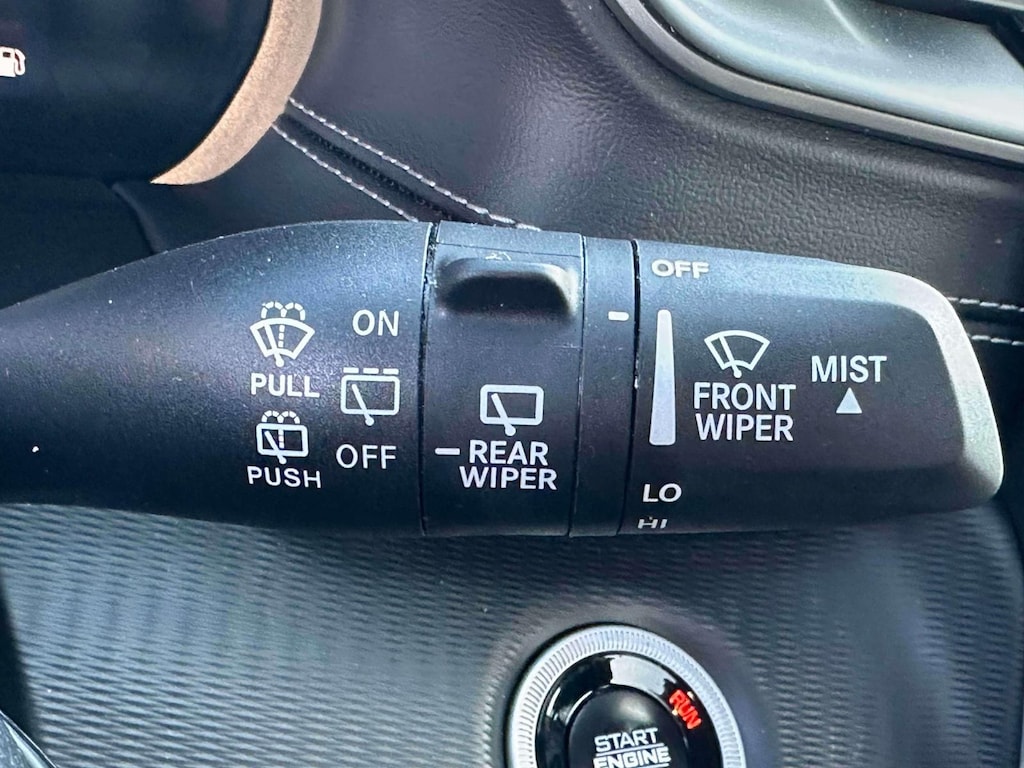 OFF
ON
PULL
MIST
FRONT
WIPER
REAR
WIPER
OFF
PUSH
LO
HI
RUN
START
ENGINE